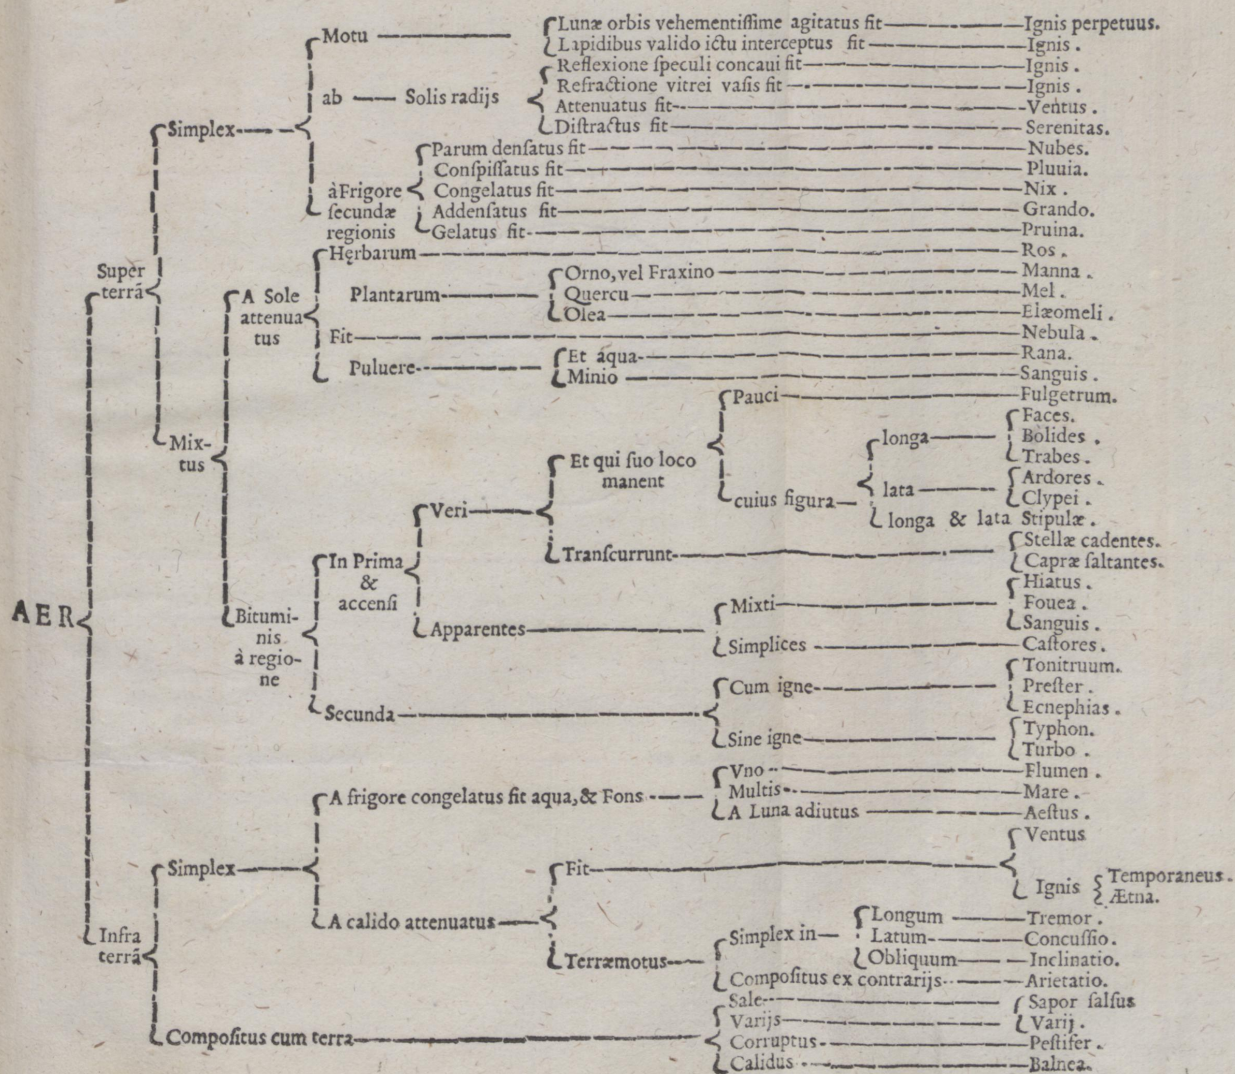 Lunæ orbis vehementiſſime agitatus fit Ignis perpetuus.
Motu
Lapidibus valido ictu interceptus fit Ignis.
Reflexione ſpeculi concaui fit Ignis.
Refractione vitrei vaſis fit Ignis.
ab Solis radijs
Attenuatus fit Ventus.
Simplex
Diſtractus fit Serenitas.
Parum denſatus fit Nubes.
Conſpiſſatus fit Pluuia.
à Frigore Congelatus fit Nix.
ſecundæ Addenſatus fit Grando.
regionis Gelatus fit Pruina.
Herbarum Ros.
Super Orno, vel Fraxino Manna.
terrã
A Sole Plantarum Quercu Mel.
attenua Olea Elæomeli.
tus Fit Nebula.
Et aqua Rana.
Puluere
Minio Sanguis.
Pauci Fulgetrum.
Faces.
Mix- longa Bolides.
tus Et qui ſuo loco Trabes.
manent Ardores.
cuius figura lata Clypei.
Veri longa & lata Stipulæ.
Stellæ cadentes.
Tranſcurrunt
In Prima Capræ ſaltantes.
& Hiatus.
accenſi Mixti Fouea.
AER Bitumi- Sanguis.
nis Apparentes Simplices Caſtores.
à regio- Tonitruum.
ne Cum igne Preſter.
Secunda Ecnephias.
Typhon.
Sine igne
Turbo.
Vno Flumen.
A frigore congelatus fit aqua, & Fons Multis Mare.
A Luna adiutus Aeſtus.
Ventus
Simplex Fit
Temporaneus.
Ignis
Ætna.
A calido attenuatus Longum Tremor.
Infra Simplex in Latum Concuſſio.
terrã Terræmotus Obliquum Inclinatio.
Compoſitus ex contrarijs Arietatio.
Sale Sapor ſalſus
Varijs Varij.
Compoſitus cum terra Corruptus Peſtifer.
Calidus Balnea.